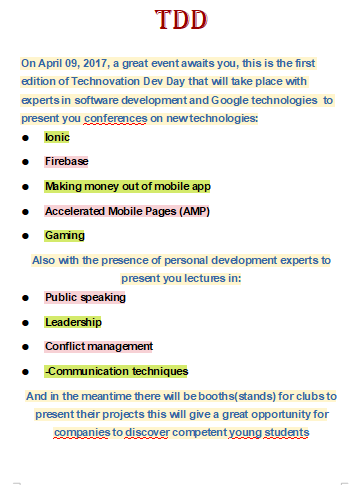 TDD
On April 09, 2017, a great event awaits you, this is the first
edition of Technovation Dev Day that will take place with
experts in software development and Google technologies to
present you conferences on new technologies:
● Ionic
● Firebase
● Making money out of mobile app
● Accelerated Mobile Pages (AMP)
● Gaming
Also with the presence of personal development experts to
present you lectures in:
● Public speaking
● Leadership
● Conflict management
● -Communication techniques
And in the meantime there will be booths(stands) for clubs to
present their projects this will give a great opportunity for
companies to discover competent young students